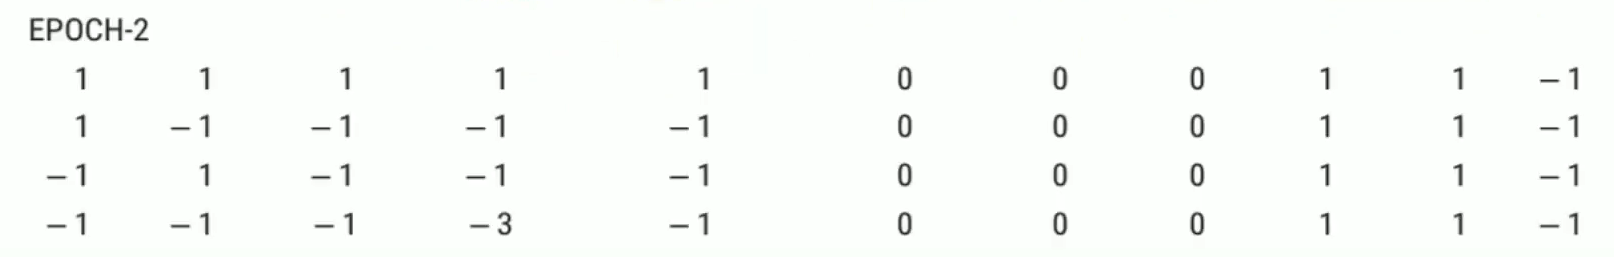 EPOCH-2
1 1 1 1 1 0 0 0 1 1 – 1
1 – 1 – 1 – 1 – 1 0 0 0 1 1 – 1
– 1 1 – 1 – 1 – 1 0 0 0 1 1 – 1
– 1 – 1 – 1 – 3 – 1 0 0 0 1 1 – 1